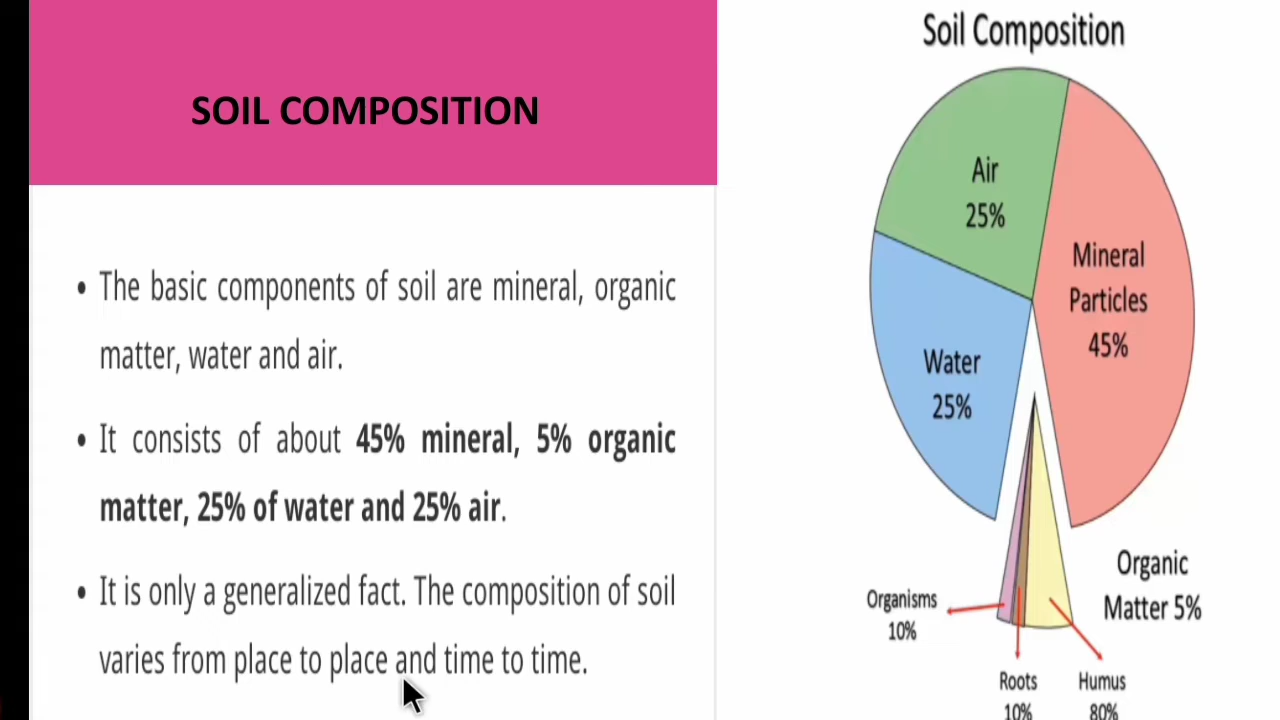 SOIL COMPOSITION
• The basic components of soil are mineral, organic
matter, water and air.
• It consists of about 45% mineral, 5% organic
matter, 25% of water and 25% air.
• It is only a generalized fact. The composition of soil
varies from place to place and time to time.
Soil Composition
Air
25%
Mineral
Particles
45%
Water
25%
Organic
Matter 5%
Organisms
10%
Roots
10%
Humus
80%